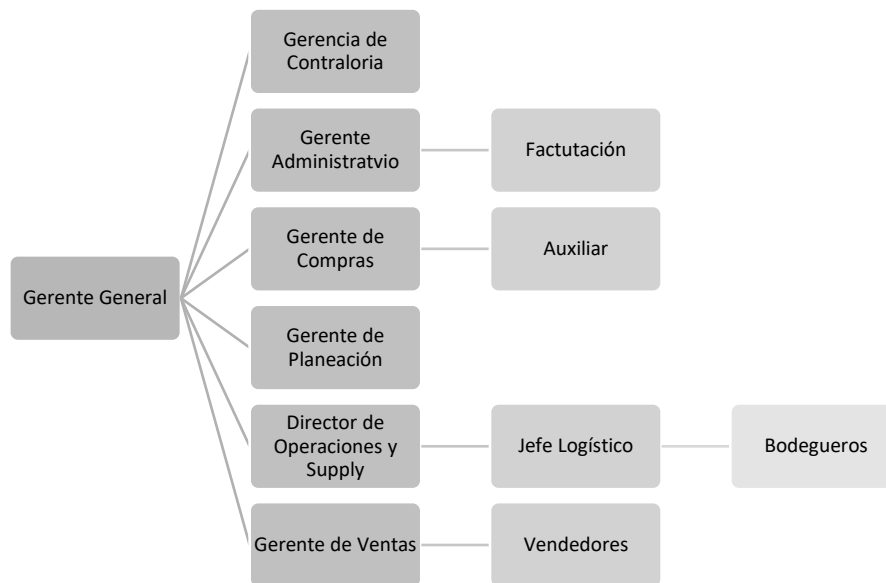 Gerencia de
Contraloria
Gerente
Administratvio
Factutación
Gerente de
Compras
Auxiliar
Gerente General
Gerente de
Planeación
Director de
Operaciones y
Supply
Jefe Logístico
Bodegueros
Gerente de Ventas
Vendedores